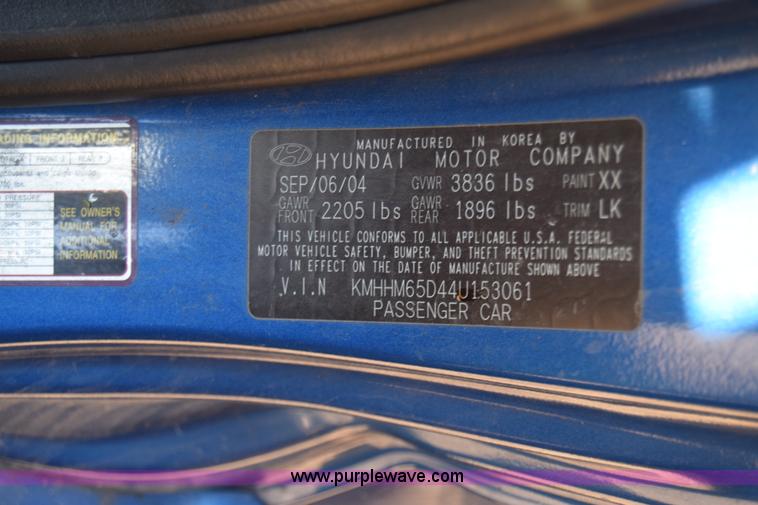 MANUFACTURED IN KOREA BY
HYUNDAI MOTOR COMPANY
SEP/06/04 GVWR 3836 lbs PAINT XX
GAWR FRONT 2205 lbs GAWR REAR 1896 lbs TRIM LK
THIS VEHICLE CONFORMS TO ALL APPLICABLE U.S.A. FEDERAL
MOTOR VEHICLE SAFETY, BUMPER, AND THEFT PREVENTION STANDARDS
IN EFFECT ON THE DATE OF MANUFACTURE SHOWN ABOVE
V.I.N KMHHM65D44U153061
PASSENGER CAR
INFORMATION
SEE OWNER'S
MANUAL FOR
ADDITIONAL
INFORMATION
www.purplewave.com